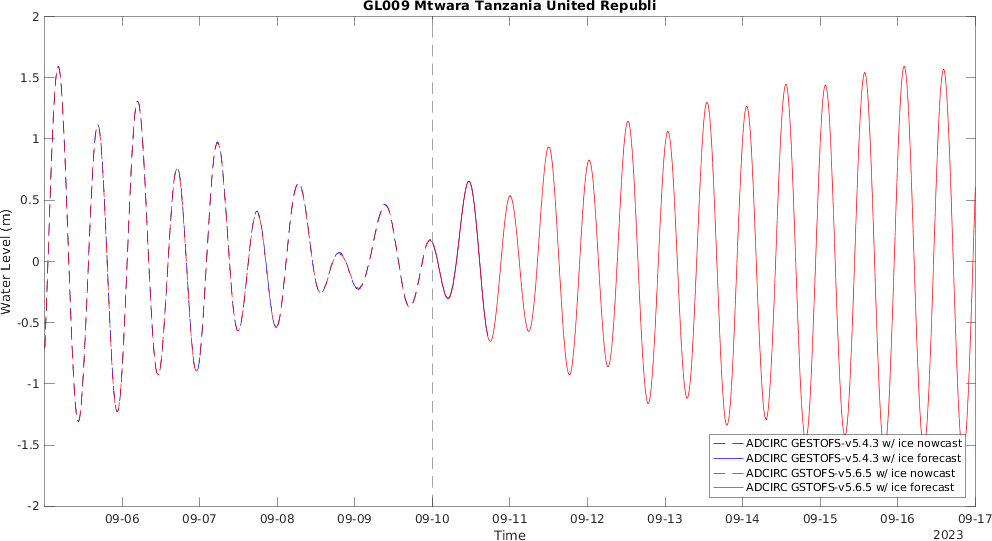 GL009 Mtwara Tanzania United Republi
Water Level (m)
2
1.5
1
0.5
0
-0.5
-1
-1.5
-2
ADCIRC GESTOFS-v5.4.3 w/ ice nowcast
ADCIRC GESTOFS-v5.4.3 w/ ice forecast
ADCIRC GSTOFS-v5.6.5 w/ ice nowcast
ADCIRC GSTOFS-v5.6.5 w/ ice forecast
09-06 09-07 09-08 09-09 09-10 09-11 09-12 09-13 09-14 09-15 09-16 09-17
Time
2023